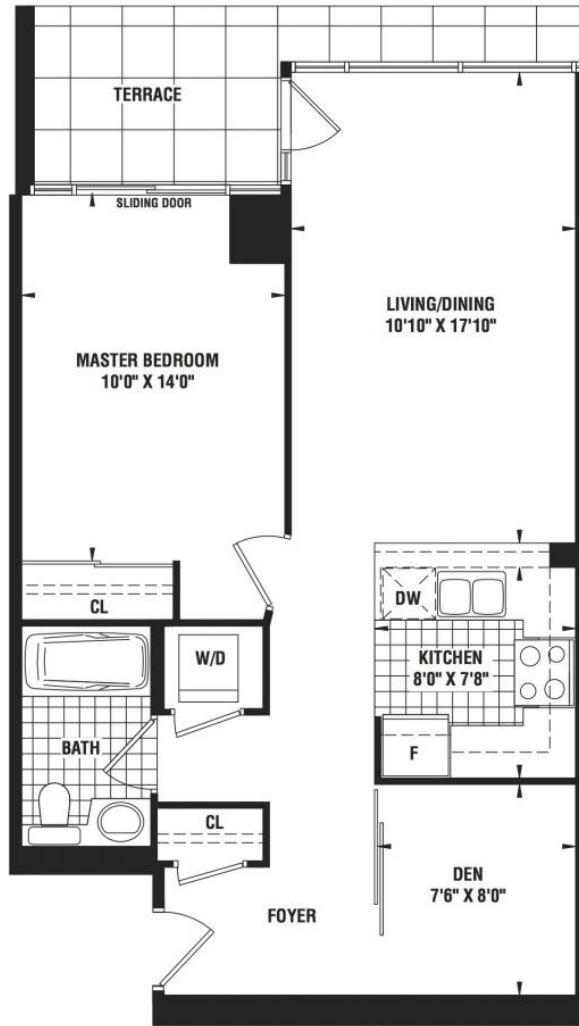 TERRACE
SLIDING DOOR
LIVING/DINING
10'10" X 17'10"
MASTER BEDROOM
10'0" X 14'0"
CL
DW
W/D
KITCHEN
8'0" X 7'8"
BATH
F
CL
DEN
7'6" X 8'0"
FOYER